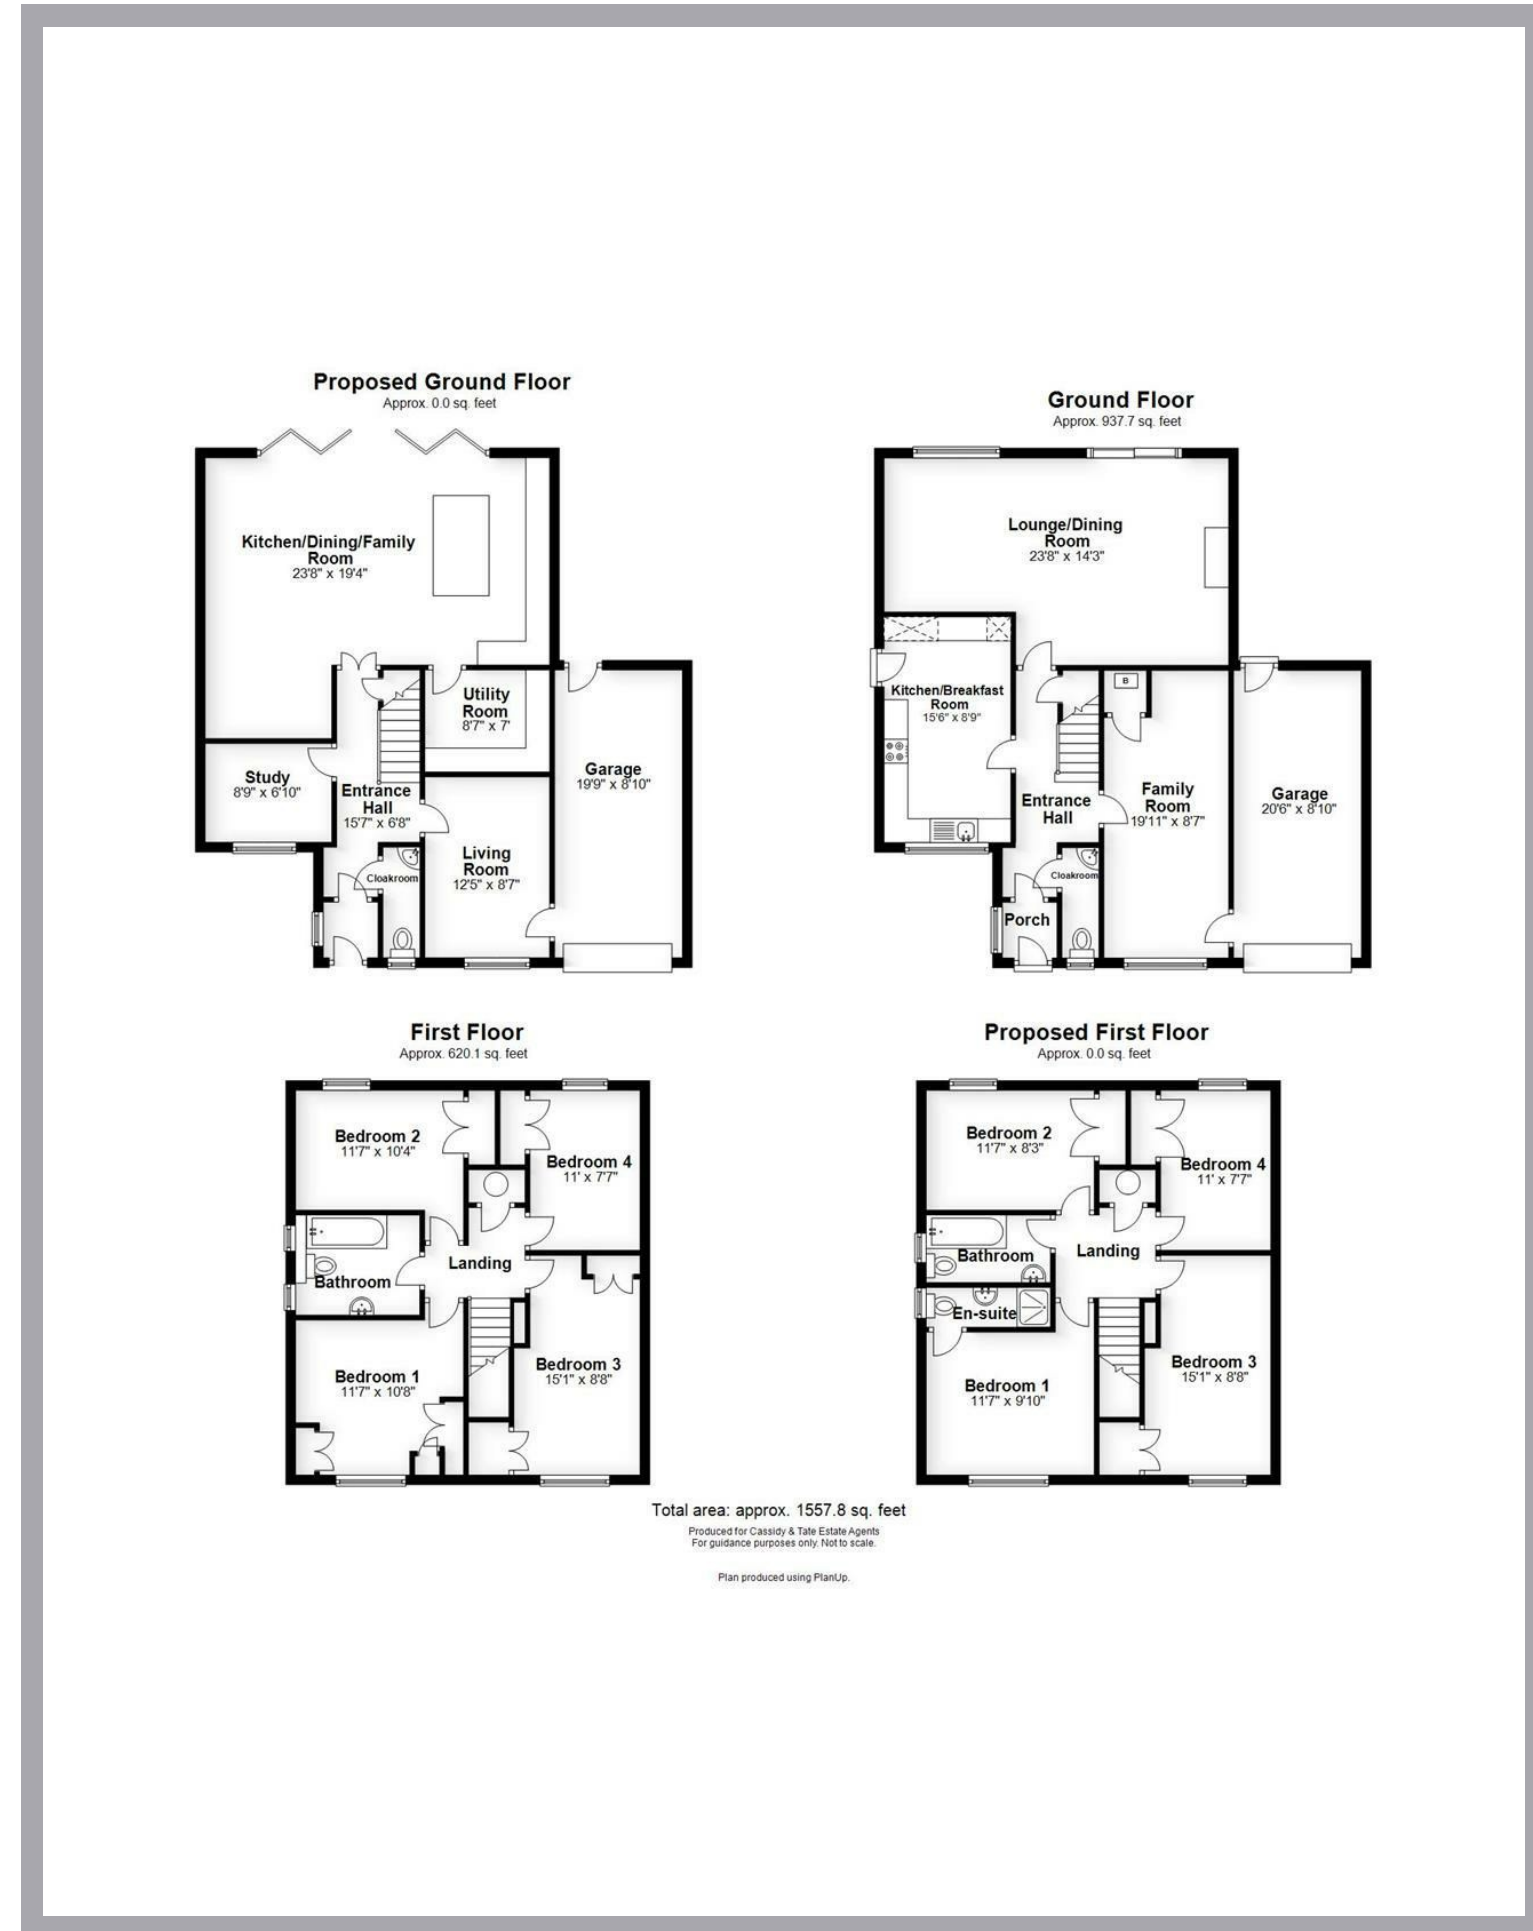 Proposed Ground Floor
Approx. 0.0 sq. feet
Kitchen/Dining/Family
Room
23'8" x 19'4"
Utility
Room
8'7" x 7'
Study
8'9" x 6'10"
Entrance
Hall
15'7" x 6'8"
Garage
19'9" x 8'10"
Living
Room
12'5" x 8'7"
Cloakroom
Ground Floor
Approx. 937.7 sq. feet
Lounge/Dining
Room
23'8" x 14'3"
Kitchen/Breakfast
Room
15'6" x 8'9"
B
Entrance
Hall
Family
Room
19'11" x 8'7"
Garage
20'6" x 8'10"
Cloakroom
Porch
First Floor
Approx. 620.1 sq. feet
Bedroom 2
11'7" x 10'4"
Bedroom 4
11' x 7'7"
Landing
Bathroom
Bedroom 1
11'7" x 10'8"
Bedroom 3
15'1" x 8'8"
Proposed First Floor
Approx. 0.0 sq. feet
Bedroom 2
11'7" x 8'3"
Bedroom 4
11' x 7'7"
Bathroom
Landing
En-suite
Bedroom 1
11'7" x 9'10"
Bedroom 3
15'1" x 8'8"
Total area: approx. 1557.8 sq. feet
Produced for Cassidy & Tate Estate Agents
For guidance purposes only. Not to scale.
Plan produced using PlanUp.